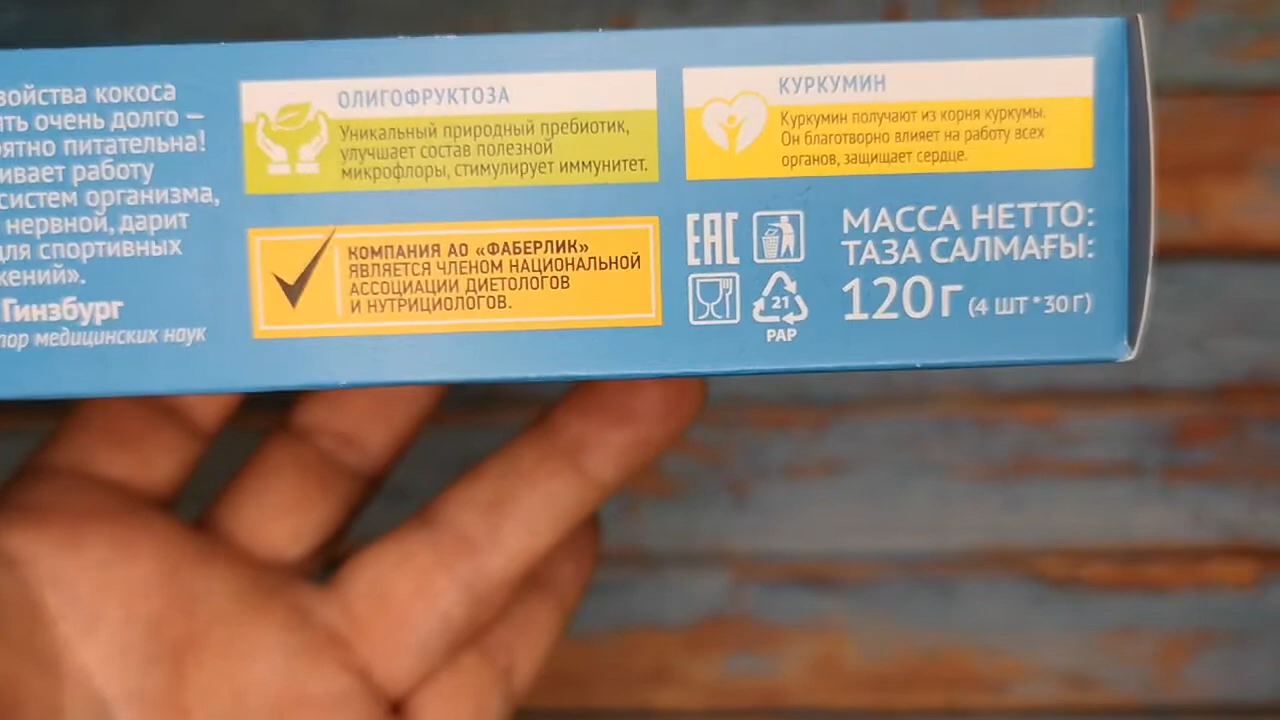 войства кокоса
ть очень долго –
ятно питательна!
ивает работу
систем организма,
нервной, дарит
для спортивных
жений».
Гинзбург
тор медицинских наук
ОЛИГОФРУКТОЗА
Уникальный природный пребиотик,
улучшает состав полезной
микрофлоры, стимулирует иммунитет.
КОМПАНИЯ АО «ФАБЕРЛИК»
ЯВЛЯЕТСЯ ЧЛЕНОМ НАЦИОНАЛЬНОЙ
АССОЦИАЦИИ ДИЕТОЛОГОВ
И НУТРИЦИОЛОГОВ.
КУРКУМИН
Куркумин получают из корня куркумы.
Он благотворно влияет на работу всех
органов, защищает сердце.
EAC
21
PAP
МАССА НЕТТО:
ТАЗА САЛМАҒЫ:
120г (4 ШТ*30 Г)